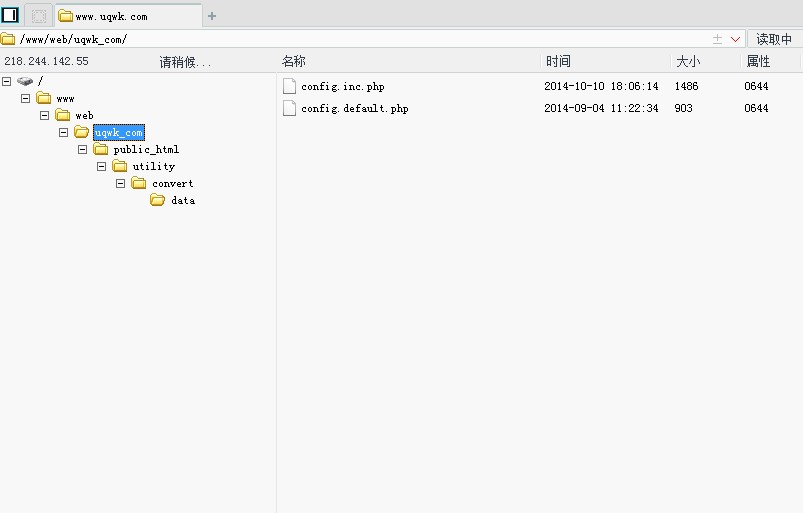 www.uqwk.com
/www/web/uqwk_com/
读取中
218.244.142.55
请稍候...
名称
时间
大小
属性
/
www
web
uqwk_com
public_html
utility
convert
data
config.inc.php
2014-10-10 18:06:14
1486
0644
config.default.php
2014-09-04 11:22:34
903
0644